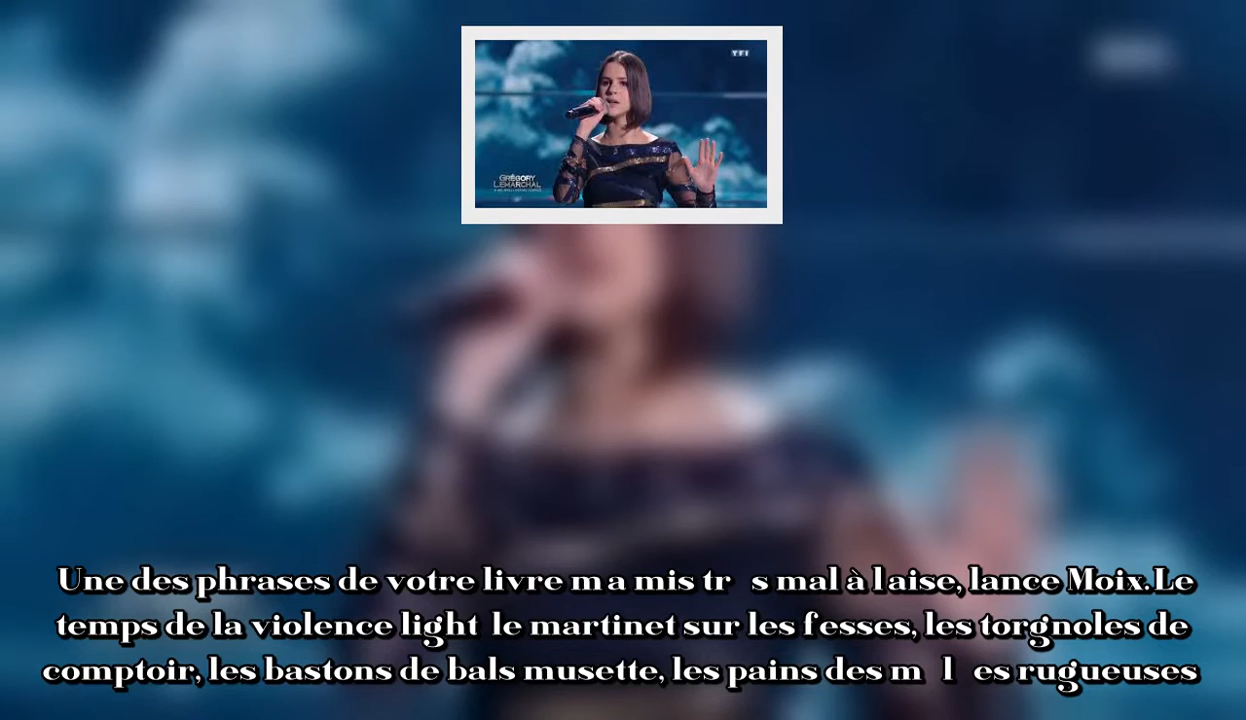 TF1
GRÉGORY
LEMARCHAL
Une des phrases de votre livre m a mis tr s mal à laise, lance Moix.Le
temps de la violence light le martinet sur les fesses, les torgnoles de
comptoir, les bastons de bals musette, les pains des m l es rugueuses